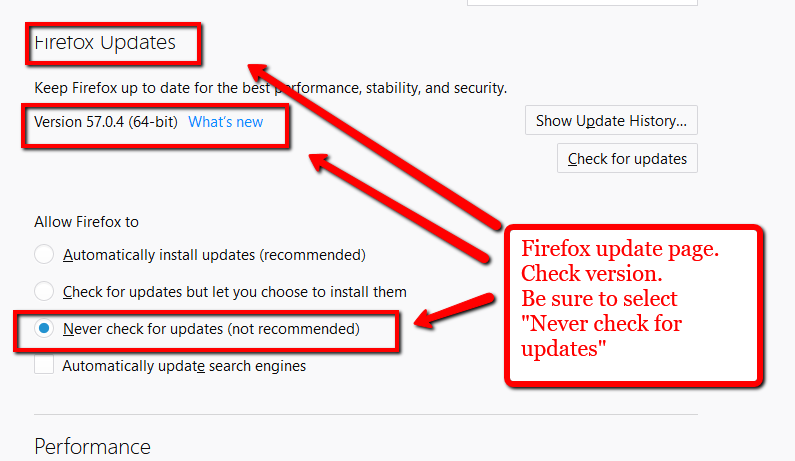 Firefox Updates
Keep Firefox up to date for the best performance, stability, and security.
Version 57.0.4 (64-bit) What's new
Show Update History...
Check for updates
Allow Firefox to
Automatically install updates (recommended)
Check for updates but let you choose to install them
Never check for updates (not recommended)
Automatically update search engines
Firefox update page.
Check version.
Be sure to select
"Never check for
updates"
Performance